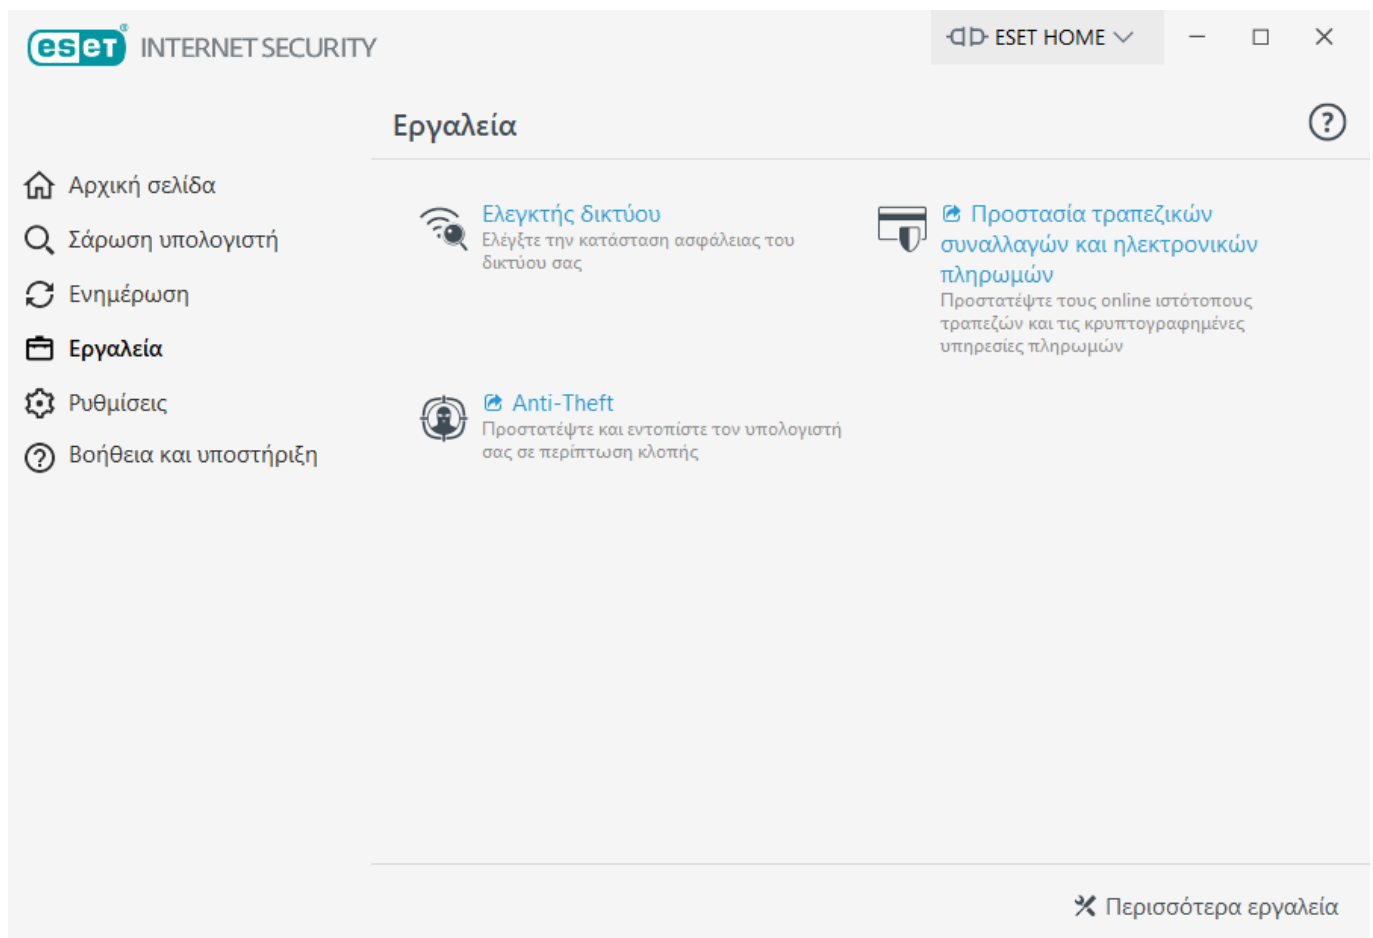 eset® INTERNET SECURITY
ESET HOME
Εργαλεία
Αρχική σελίδα
Σάρωση υπολογιστή
Ενημέρωση
Εργαλεία
Ρυθμίσεις
Βοήθεια και υποστήριξη
Ελεγκτής δικτύου
Ελέγξτε την κατάσταση ασφάλειας του
δικτύου σας
Προστασία τραπεζικών
συναλλαγών και ηλεκτρονικών
πληρωμών
Προστατέψτε τους online ιστότοπους
τραπεζών και τις κρυπτογραφημένες
υπηρεσίες πληρωμών
Anti-Theft
Προστατέψτε και εντοπίστε τον υπολογιστή
σας σε περίπτωση κλοπής
Περισσότερα εργαλεία